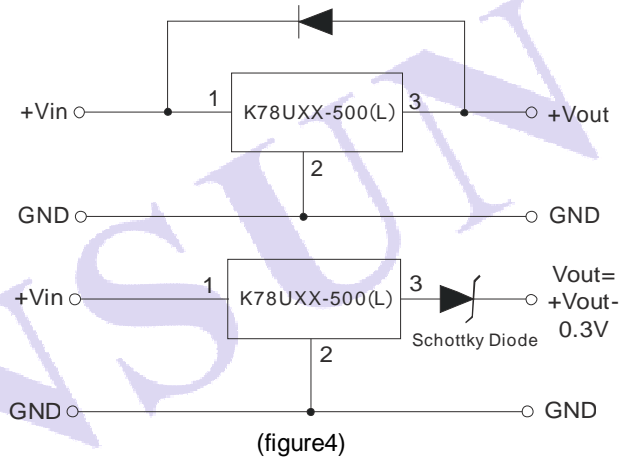 1 K78UXX-500(L) 3
+Vin +Vout
2
GND GND
1 K78UXX-500(L) 3
+Vin Vout=
+Vout-
0.3V
Schottky Diode
2
GND GND
(figure4)